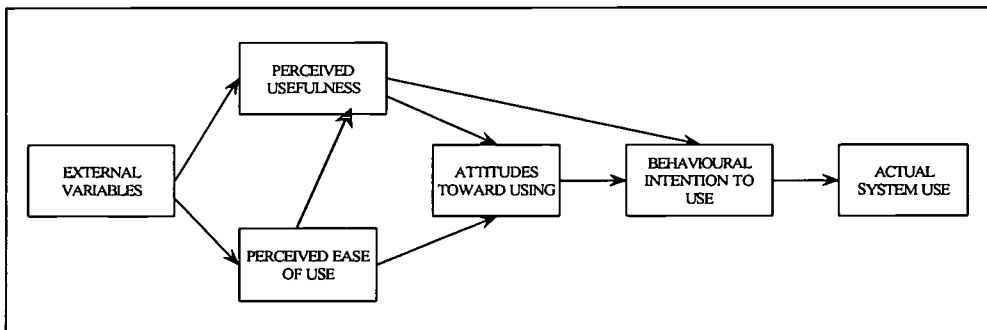 PERCEIVED
USEFULNESS
EXTERNAL
VARIABLES
ATTITUDES
TOWARD USING
BEHAVIOURAL
INTENTION TO
USE
ACTUAL
SYSTEM USE
PERCEIVED EASE
OF USE